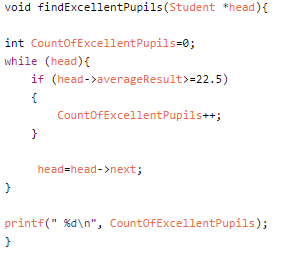 void findExcellentPupils(Student *head){
int CountOfExcellentPupils=0;
while (head){
if (head->averageResult>=22.5)
{
CountOfExcellentPupils++;
}
head=head->next;
}
printf(" %d\n", CountOfExcellentPupils);
}